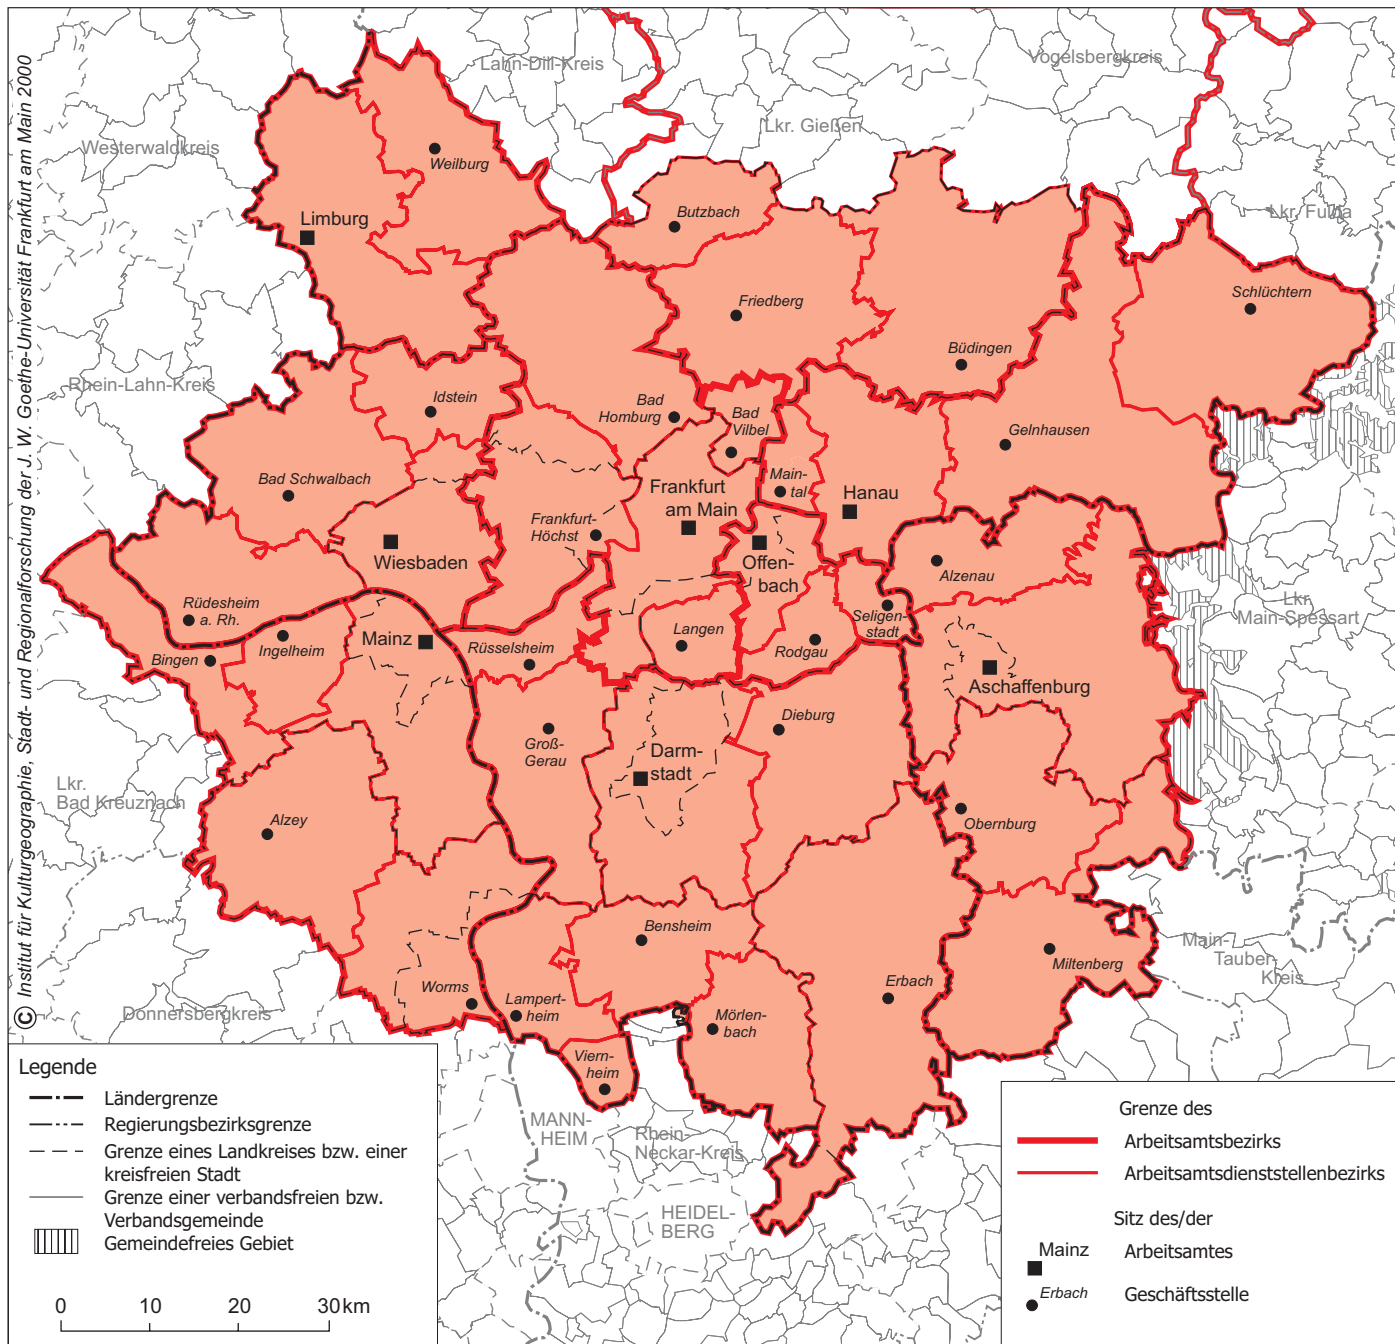 © Institut für Kulturgeographie, Stadt- und Regionalforschung der J. W. Goethe-Universität Frankfurt am Main 2000
Lahn-Dill-Kreis
Vogelsbergkreis
Lkr. Gießen
Westerwaldkreis
Weilburg
Limburg
Butzbach
Lkr. Fulda
Friedberg
Schlüchtern
Büdingen
Rhein-Lahn-Kreis
Idstein
Bad
Homburg
Bad
Vilbel
Gelnhausen
Bad Schwalbach
Main-
tal
Frankfurt
am Main
Hanau
Frankfurt-
Höchst
Wiesbaden
Offen-
bach
Alzenau
Rüdesheim
a. Rh.
Lkr.
Main-Spessart
Seligen-
stadt
Mainz
Ingelheim
Bingen
Rüsselsheim
Langen
Rodgau
Aschaffenburg
Dieburg
Groß-
Gerau
Darm-
stadt
Lkr.
Bad Kreuznach
Alzey
Obernburg
Bensheim
Main-
Tauber-
Kreis
Miltenberg
Erbach
Worms
Lampert-
heim
Mörlen-
bach
Donnersbergkreis
Viern-
heim
MANN-
HEIM
Rhein-
Neckar-Kreis
HEIDEL-
BERG
Legende
Ländergrenze
Regierungsbezirksgrenze
Grenze eines Landkreises bzw. einer
kreisfreien Stadt
Grenze einer verbandsfreien bzw.
Verbandsgemeinde
Gemeindefreies Gebiet
0 10 20 30 km
Grenze des
Arbeitsamtsbezirks
Arbeitsamtsdienststellenbezirks
Sitz des/der
Mainz Arbeitsamtes
Erbach Geschäftsstelle